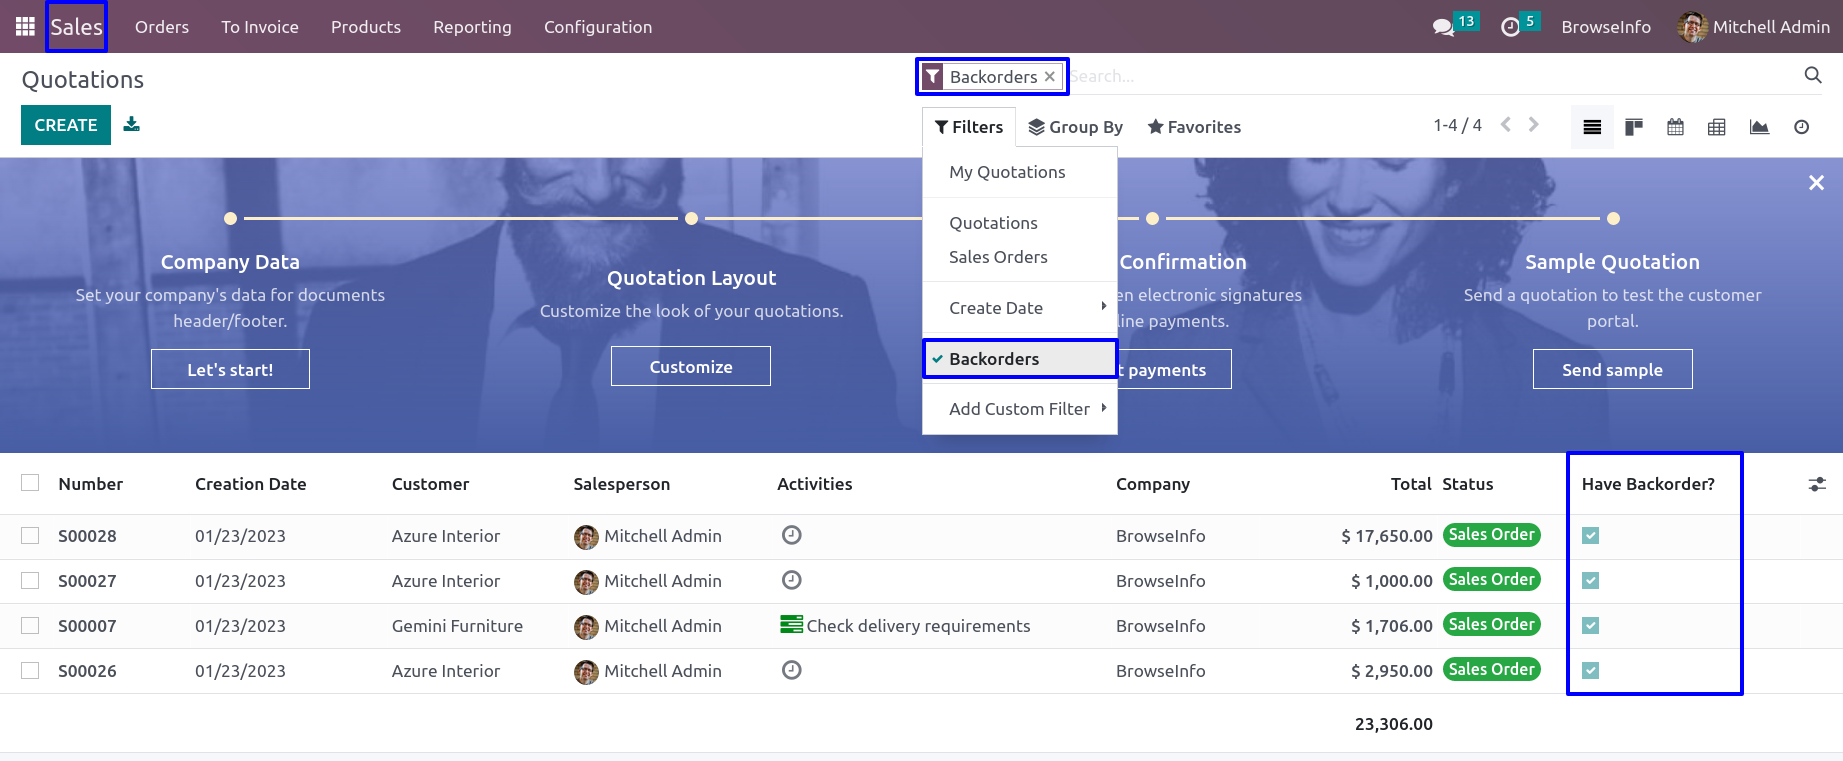 Sales Orders To Invoice Products Reporting Configuration 13 5 BrowseInfo Mitchell Admin
Quotations
Backorders × Search...
CREATE
Filters Group By Favorites 1-4 / 4
My Quotations
Quotations
Sales Orders
Create Date
Backorders
Add Custom Filter
Company Data
Set your company's data for documents
header/footer.
Let's start!
Quotation Layout
Customize the look of your quotations.
Customize
Confirmation
en electronic signatures
line payments.
t payments
Sample Quotation
Send a quotation to test the customer
portal.
Send sample
Number Creation Date Customer Salesperson Activities Company Total Status Have Backorder?
S00028 01/23/2023 Azure Interior Mitchell Admin BrowseInfo $ 17,650.00 Sales Order
S00027 01/23/2023 Azure Interior Mitchell Admin BrowseInfo $ 1,000.00 Sales Order
S00007 01/23/2023 Gemini Furniture Mitchell Admin Check delivery requirements BrowseInfo $ 1,706.00 Sales Order
S00026 01/23/2023 Azure Interior Mitchell Admin BrowseInfo $ 2,950.00 Sales Order
23,306.00